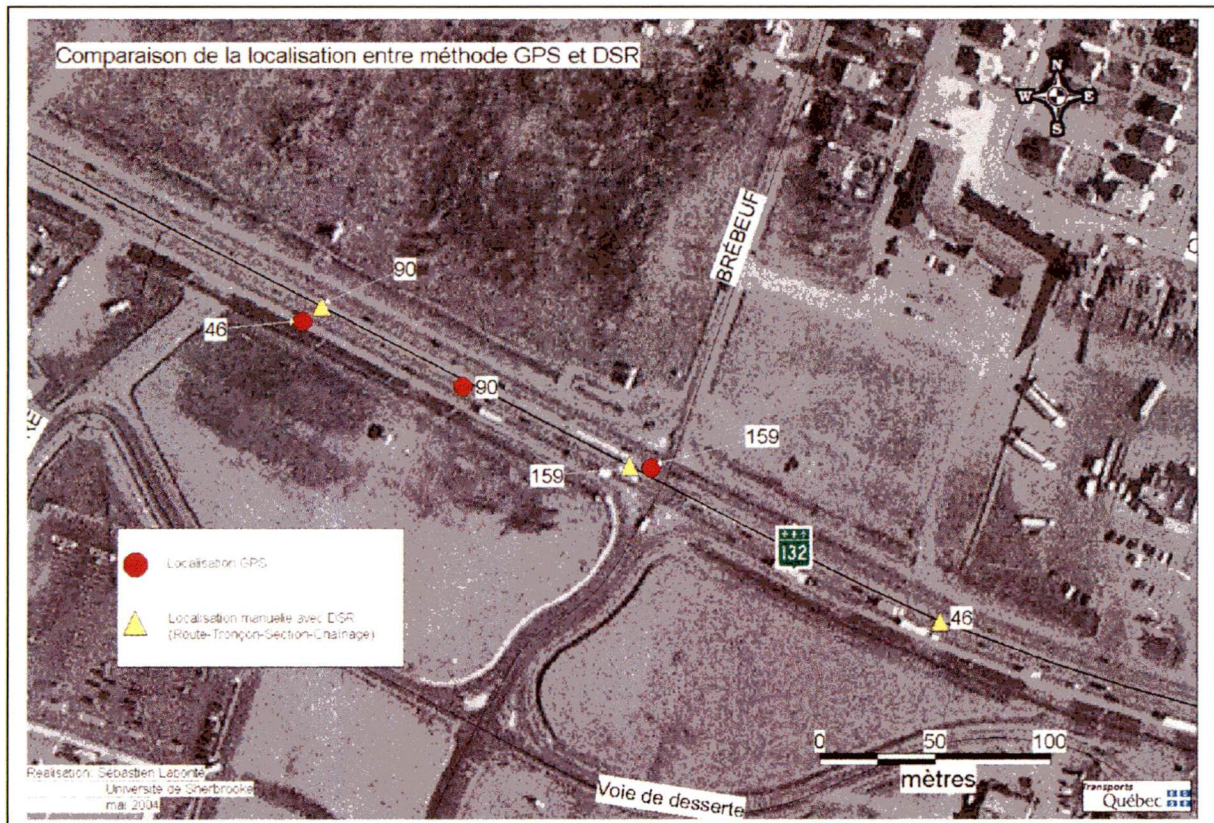 Comparaison de la localisation entre méthode GPS et DSR
N
W E
S
BRÉBEUF
90
46
90
159
159
132
46
Localisation GPS
Localisation manuelle avec DSR
(Route-Tronçon-Section-Chaînage)
0 50 100
mètres
Realisation: Sébastien Labonté
Université de Sherbrooke
mai 2004
Voie de desserte
Transports
Québec